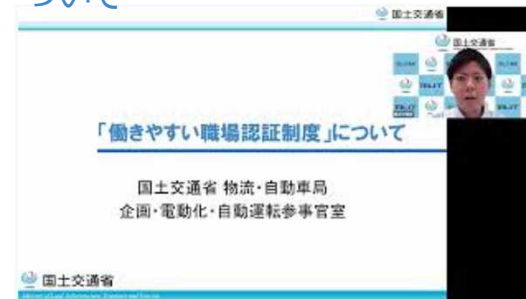 ついて
国土交通省
国土交通省
「働きやすい職場認証制度」について
国土交通省 物流・自動車局
企画・電動化・自動運転参事官室
国土交通省